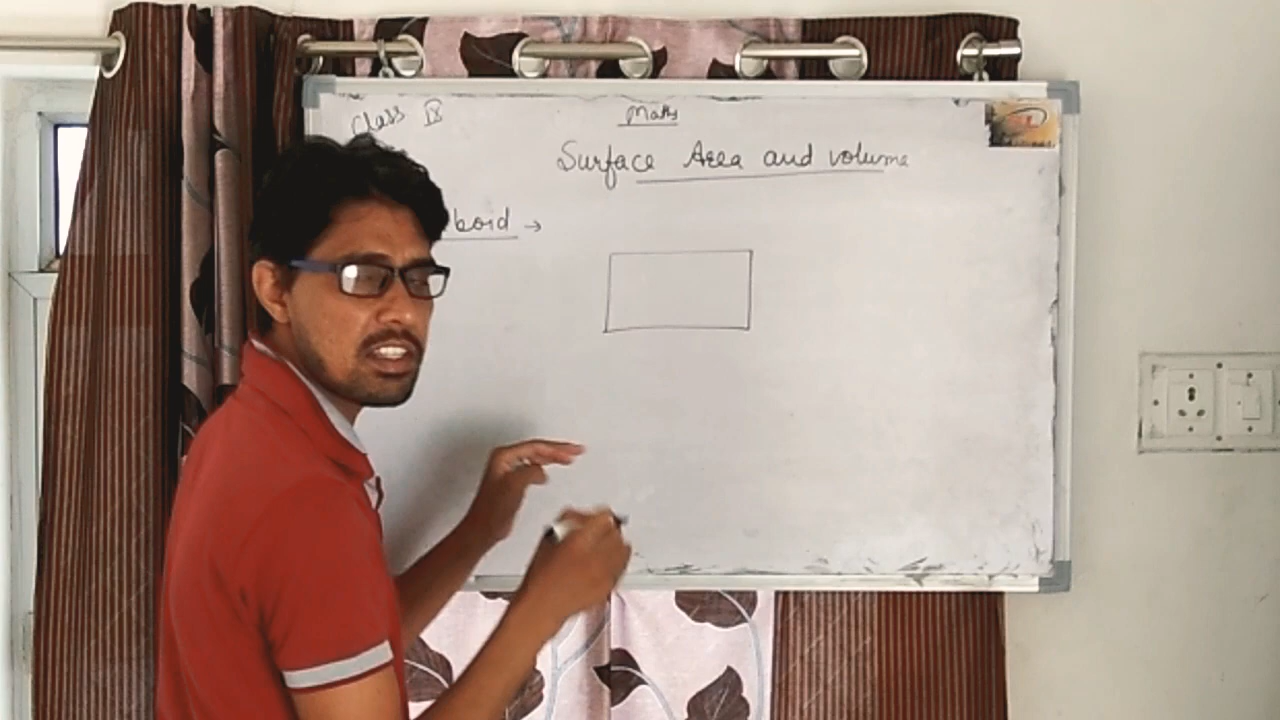 Class IX
Maths
Surface Area and volume
boid →